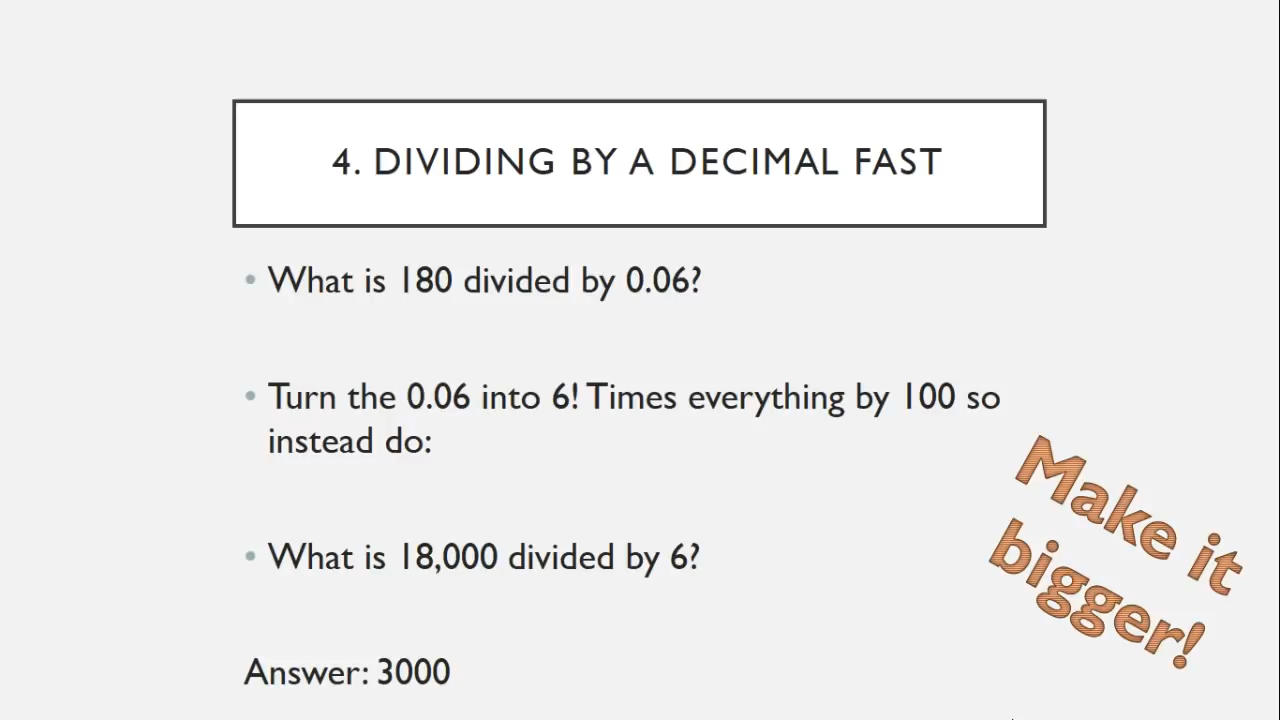 4. DIVIDING BY A DECIMAL FAST
• What is 180 divided by 0.06?
• Turn the 0.06 into 6! Times everything by 100 so
instead do:
• What is 18,000 divided by 6?
Make it
bigger!
Answer: 3000